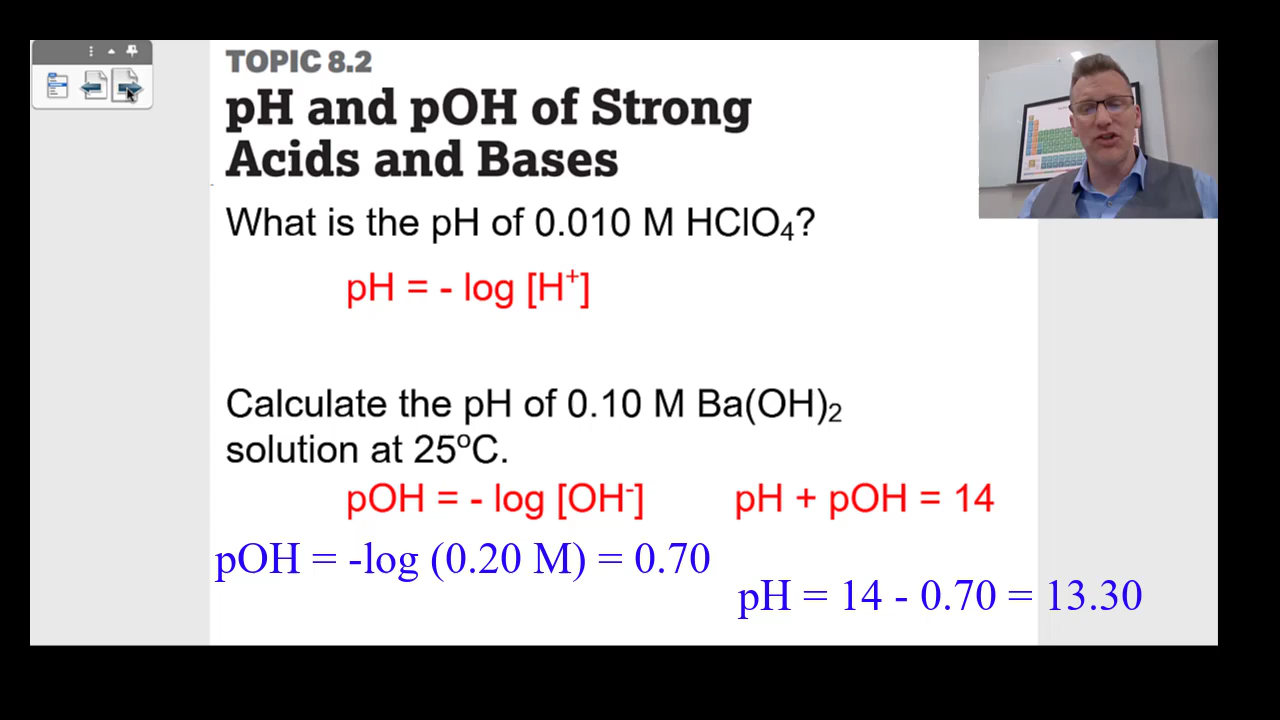 TOPIC 8.2
pH and pOH of Strong
Acids and Bases
What is the pH of 0.010 M HClO₄?
pH = - log [H⁺]
Calculate the pH of 0.10 M Ba(OH)₂
solution at 25ºC.
pOH = - log [OH⁻] pH + pOH = 14
pOH = -log (0.20 M) = 0.70
pH = 14 - 0.70 = 13.30